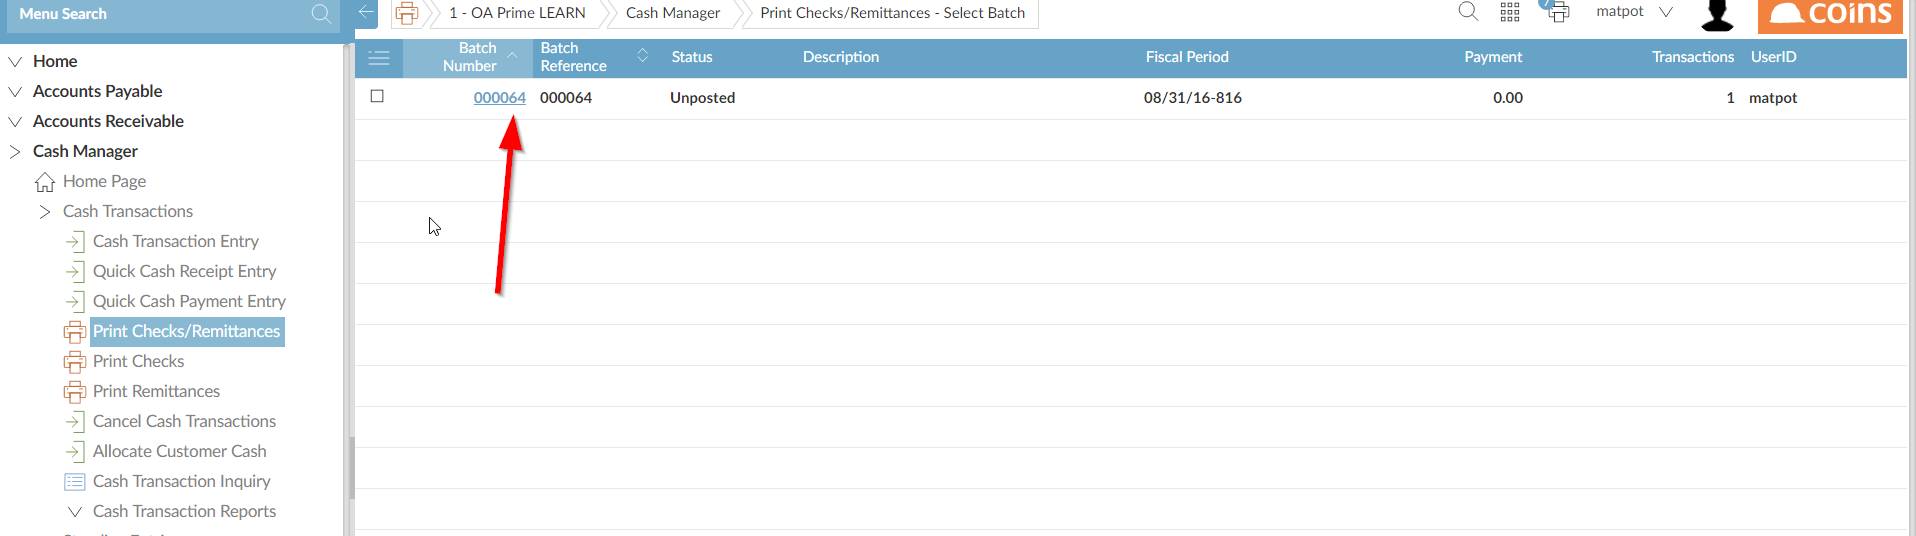 Menu Search
1 - OA Prime LEARN
Cash Manager
Print Checks/Remittances - Select Batch
7
matpot
coins
Home
Accounts Payable
Accounts Receivable
Cash Manager
Home Page
Cash Transactions
Cash Transaction Entry
Quick Cash Receipt Entry
Quick Cash Payment Entry
Print Checks/Remittances
Print Checks
Print Remittances
Cancel Cash Transactions
Allocate Customer Cash
Cash Transaction Inquiry
Cash Transaction Reports
Batch Number
Batch Reference
Status
Description
Fiscal Period
Payment
Transactions
UserID
000064
000064
Unposted
08/31/16-816
0.00
1
matpot